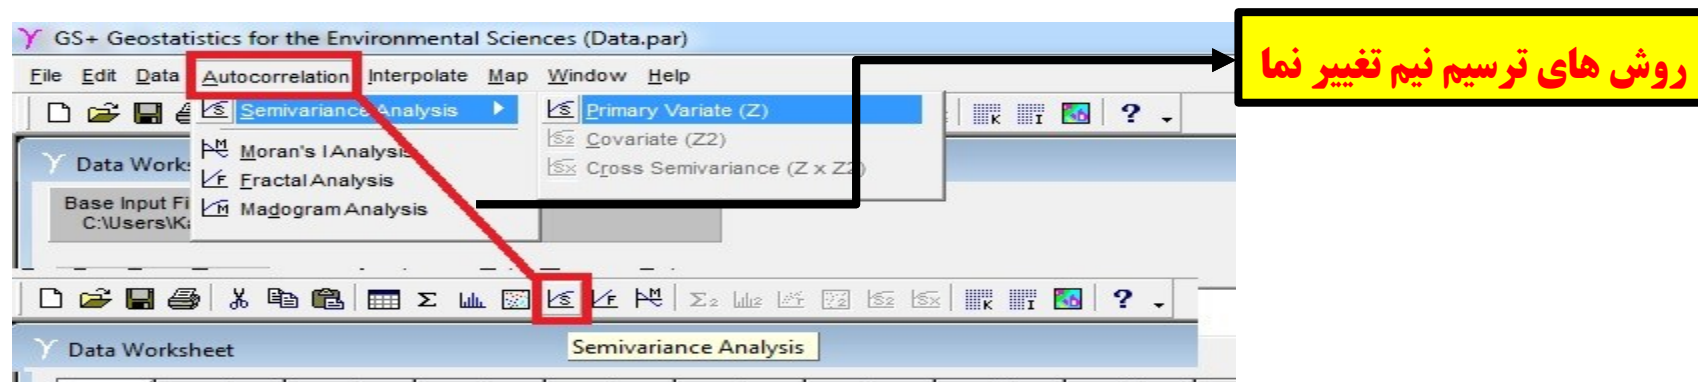 GS+ Geostatistics for the Environmental Sciences (Data.par)
روش های ترسیم نیم تغییر نما
File Edit Data Autocorrelation Interpolate Map Window Help
Semivariance Analysis
Primary Variate (Z)
Covariate (Z2)
Cross Semivariance (Z x Z2)
Moran's I Analysis
Fractal Analysis
Madogram Analysis
Data Works
Base Input Fi
C:\Users\Ka
Data Worksheet
Semivariance Analysis